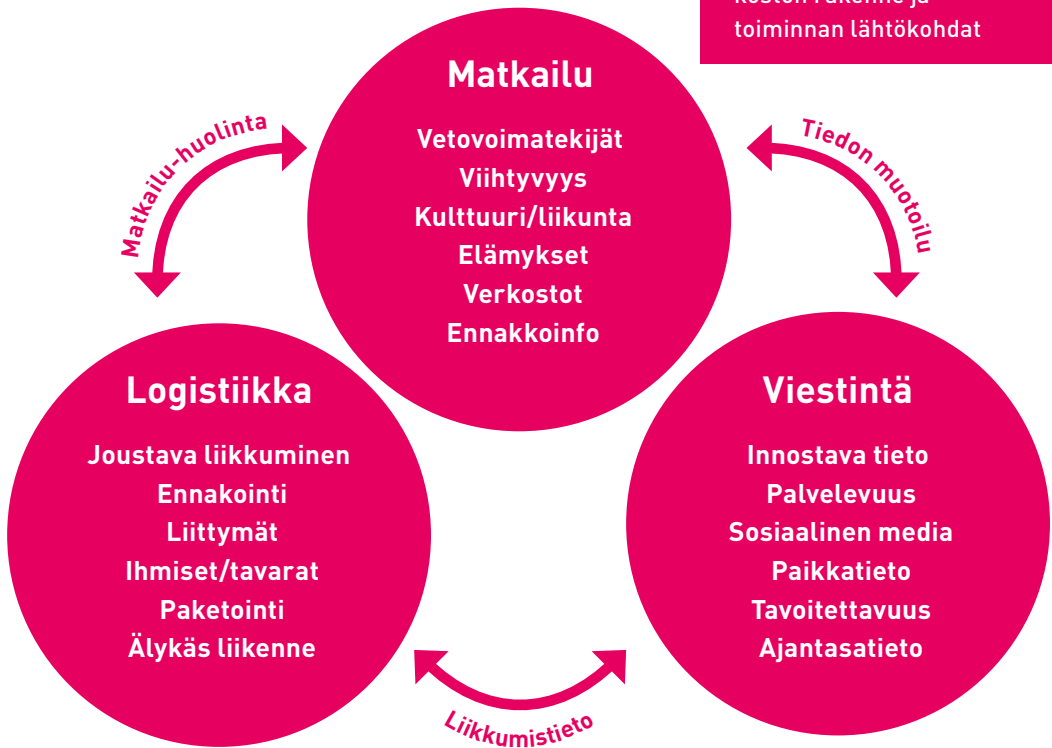 toiminnan lähtökohdat
Matkailu
Vetovoimatekijät
Viihtyvyys
Kulttuuri/liikunta
Elämykset
Verkostot
Ennakkoinfo
Matkailu-huolinta
Tiedon muotoilu
Logistiikka
Joustava liikkuminen
Ennakointi
Liittymät
Ihmiset/tavarat
Paketointi
Älykäs liikenne
Viestintä
Innostava tieto
Palvelevuus
Sosiaalinen media
Paikkatieto
Tavoitettavuus
Ajantasatieto
Liikkumistieto